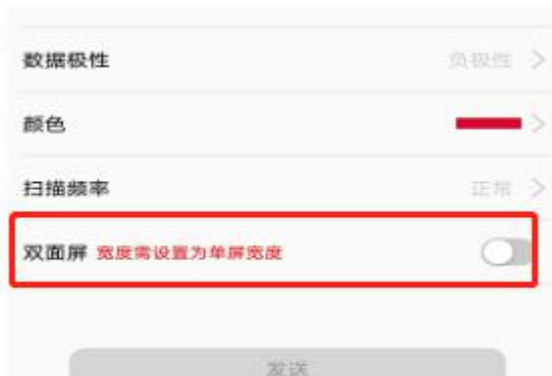 数据极性 负极性 >
颜色 >
扫描频率 正常 >
双面屏 宽度需设置为单屏宽度
发送